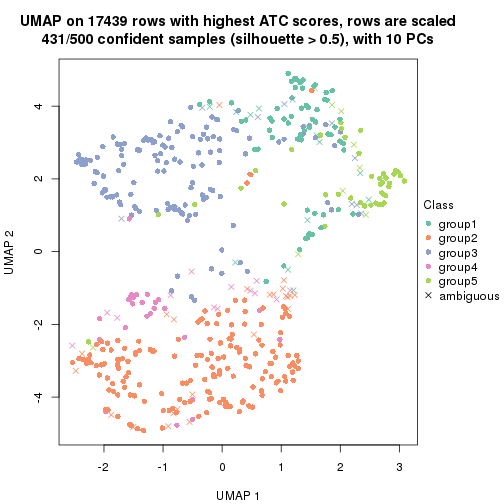 UMAP on 17439 rows with highest ATC scores, rows are scaled
431/500 confident samples (silhouette > 0.5), with 10 PCs
4
2
0
-2
-4
UMAP 2
-2
-1
0
1
2
3
UMAP 1
Class
group1
group2
group3
group4
group5
ambiguous